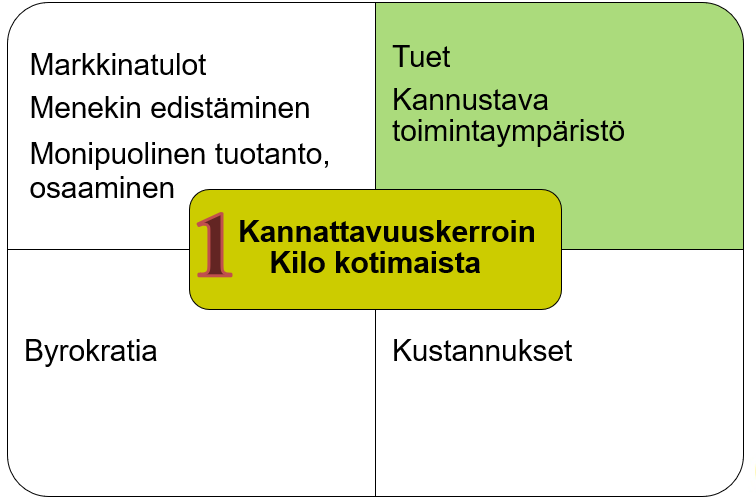 Markkinatulot
Menekin edistäminen
Monipuolinen tuotanto,
osaaminen
Tuet
Kannustava
toimintaympäristö
1 Kannattavuuskerroin
Kilo kotimaista
Byrokratia
Kustannukset